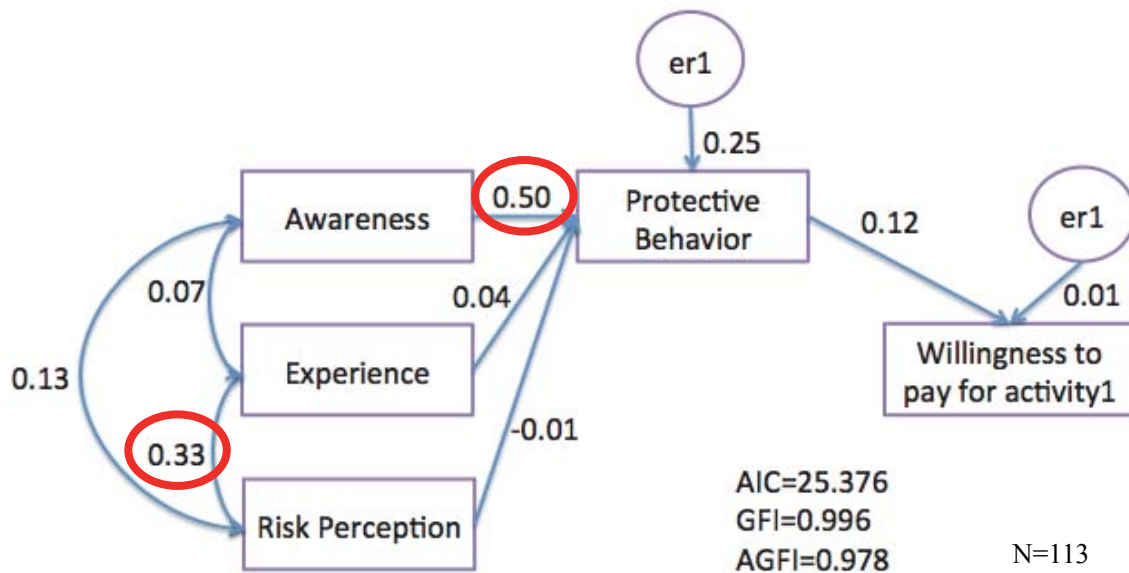 er1
0.25
Awareness
0.50
Protective
Behavior
er1
0.12
0.01
0.07
0.04
Experience
Willingness to
pay for activity1
0.13
0.33
-0.01
Risk Perception
AIC=25.376
GFI=0.996
AGFI=0.978
N=113